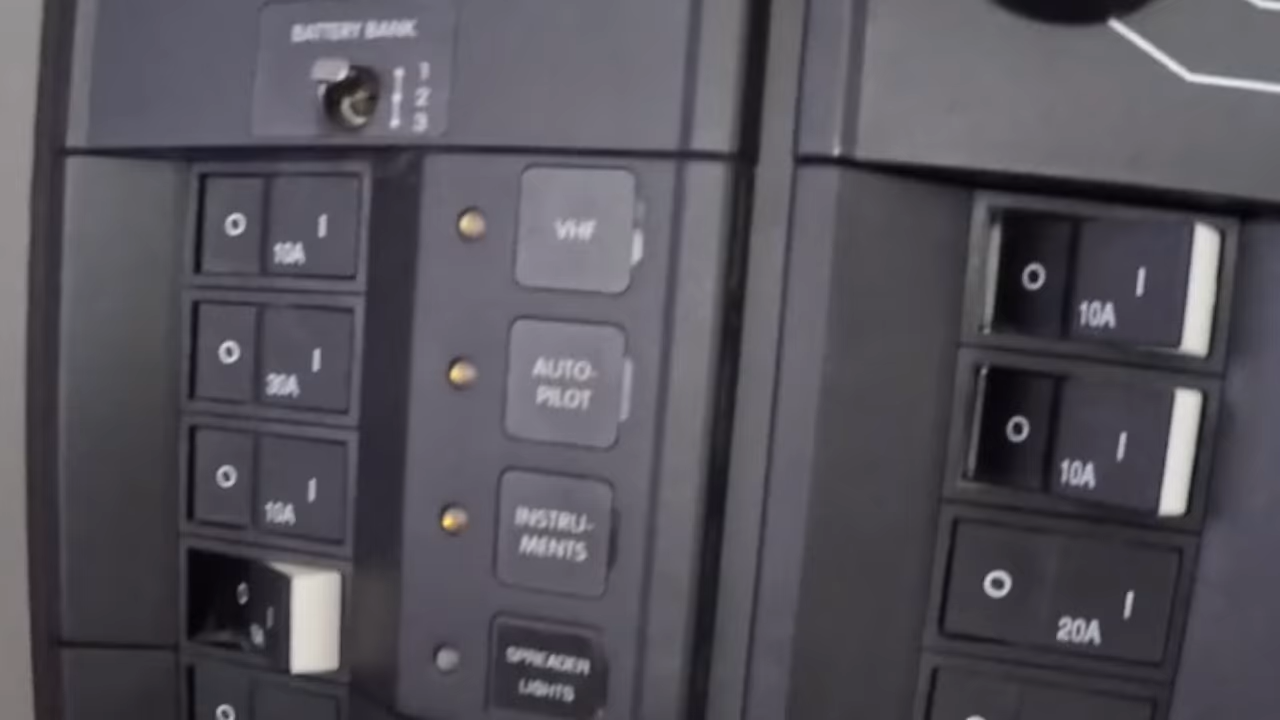 BATTERY BANK
1
2
3
O I
10A
VHF
O I
30A
AUTO-
PILOT
O I
10A
INSTRU-
MENTS
O I
SPREADER
LIGHTS
O
O I
10A
O I
10A
O I
20A